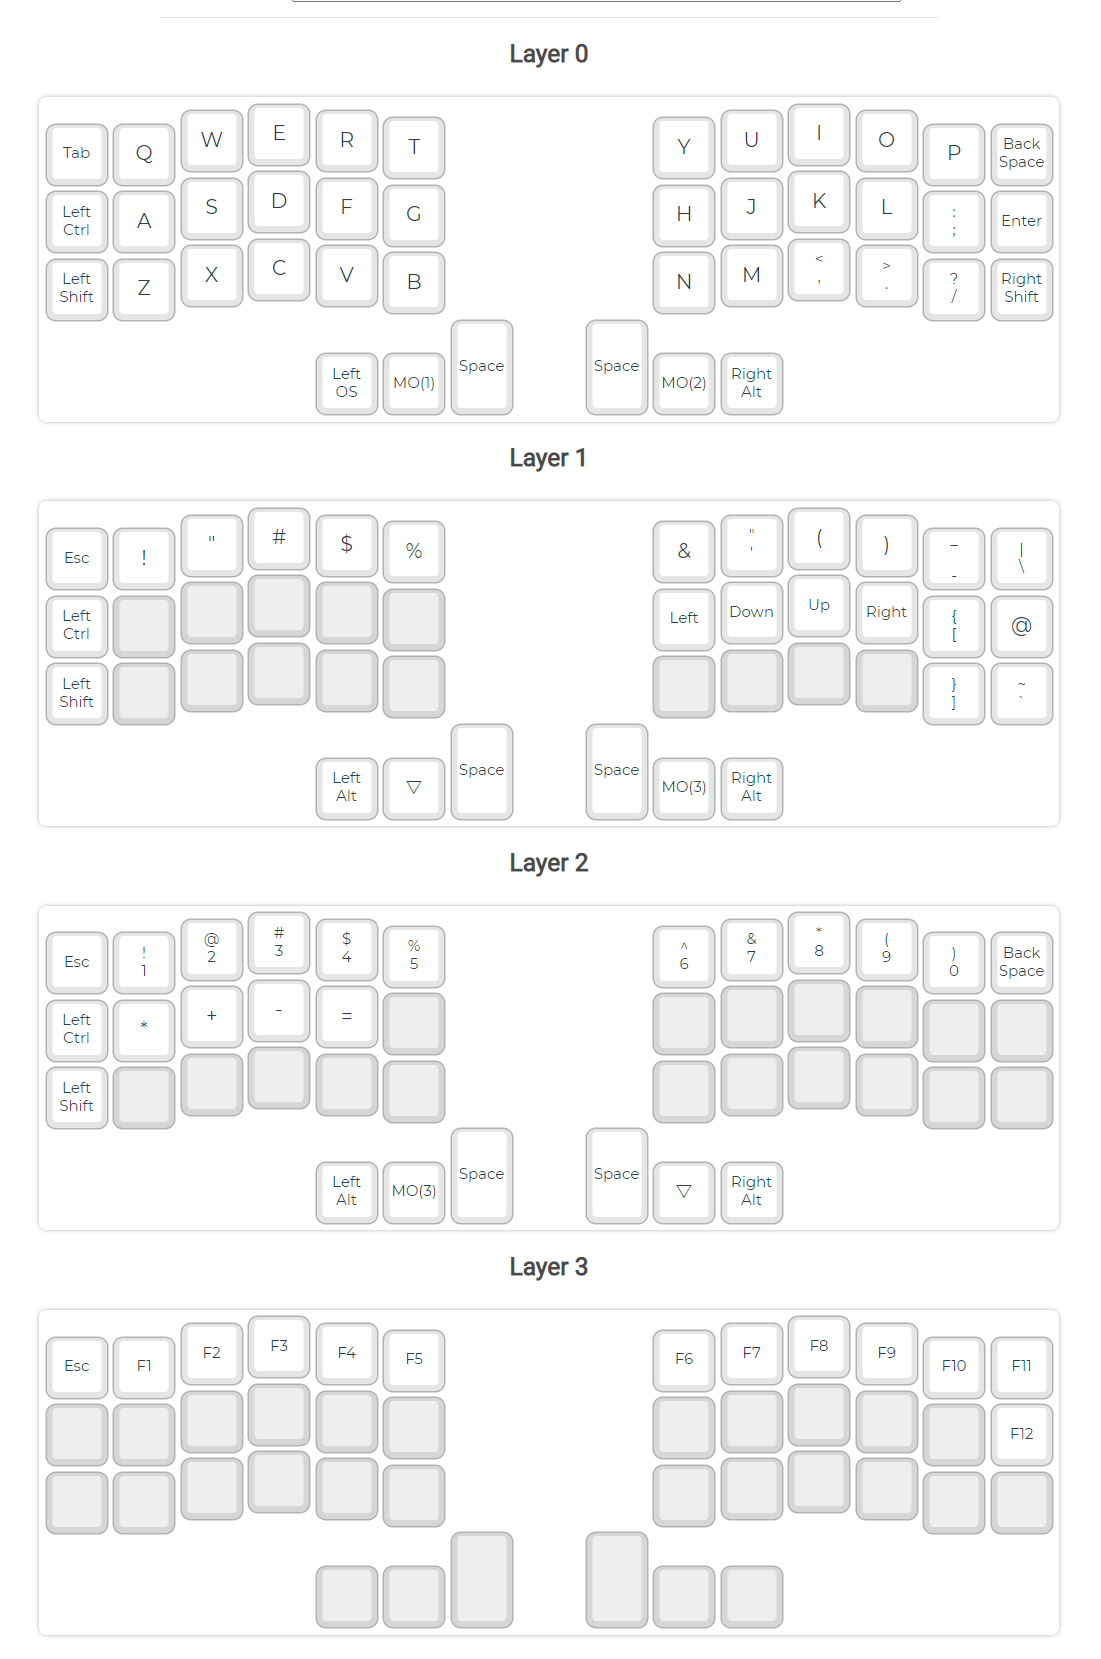 Layer 0
Tab Q W E R T Y U I O P Back Space
Left Ctrl A S D F G H J K L : ; Enter
Left Shift Z X C V B N M < , > . ? / Right Shift
Left OS MO(1) Space Space MO(2) Right Alt
Layer 1
Esc ! " # $ % & " ' ( ) _ - | \
Left Ctrl Left Down Up Right { [ @
Left Shift } ] ~ `
Left Alt ▽ Space Space MO(3) Right Alt
Layer 2
Esc ! 1 @ 2 # 3 $ 4 % 5 ^ 6 & 7 * 8 ( 9 ) 0 Back Space
Left Ctrl * + - =
Left Shift
Left Alt MO(3) Space Space ▽ Right Alt
Layer 3
Esc F1 F2 F3 F4 F5 F6 F7 F8 F9 F10 F11
F12